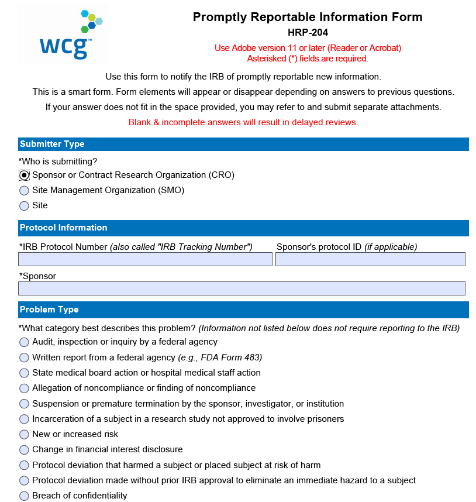 wcg™
Promptly Reportable Information Form
HRP-204
Use Adobe version 11 or later (Reader or Acrobat)
Asterisked (*) fields are required.
Use this form to notify the IRB of promptly reportable new information.
This is a smart form. Form elements will appear or disappear depending on answers to previous questions.
If your answer does not fit in the space provided, you may refer to and submit separate attachments.
Blank & incomplete answers will result in delayed reviews.
Submitter Type
*Who is submitting?
Sponsor or Contract Research Organization (CRO)
Site Management Organization (SMO)
Site
Protocol Information
*IRB Protocol Number (also called "IRB Tracking Number") Sponsor's protocol ID (if applicable)
*Sponsor
Problem Type
*What category best describes this problem? (Information not listed below does not require reporting to the IRB)
Audit, inspection or inquiry by a federal agency
Written report from a federal agency (e.g., FDA Form 483)
State medical board action or hospital medical staff action
Allegation of noncompliance or finding of noncompliance
Suspension or premature termination by the sponsor, investigator, or institution
Incarceration of a subject in a research study not approved to involve prisoners
New or increased risk
Change in financial interest disclosure
Protocol deviation that harmed a subject or placed subject at risk of harm
Protocol deviation made without prior IRB approval to eliminate an immediate hazard to a subject
Breach of confidentiality